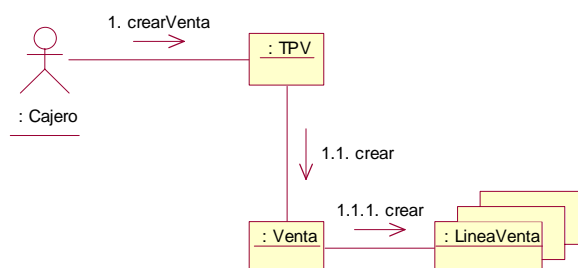 1. crearVenta
: TPV
: Cajero
1.1. crear
1.1.1. crear
: Venta
: LineaVenta